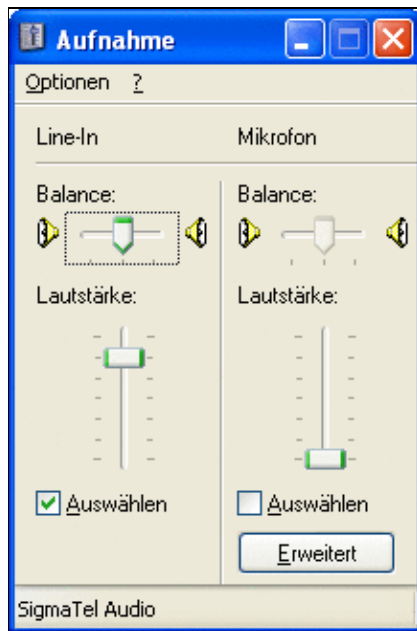 Aufnahme
Optionen ?
Line-In Mikrofon
Balance: Balance:
Lautstärke: Lautstärke:
Auswählen Auswählen
Erweitert
SigmaTel Audio